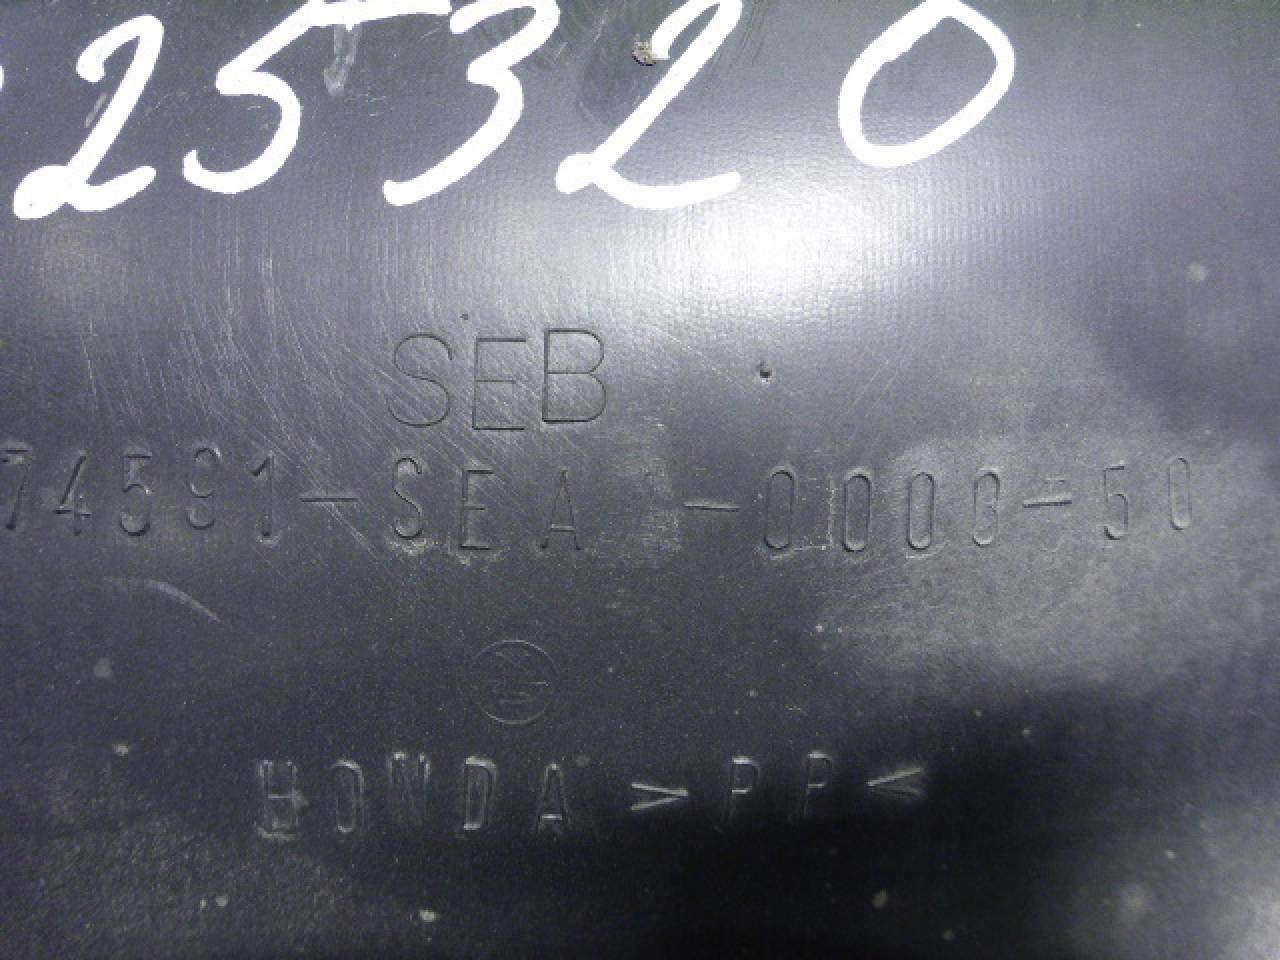 25320
SEB
74591-SEA -0000-50
HONDA >PP<